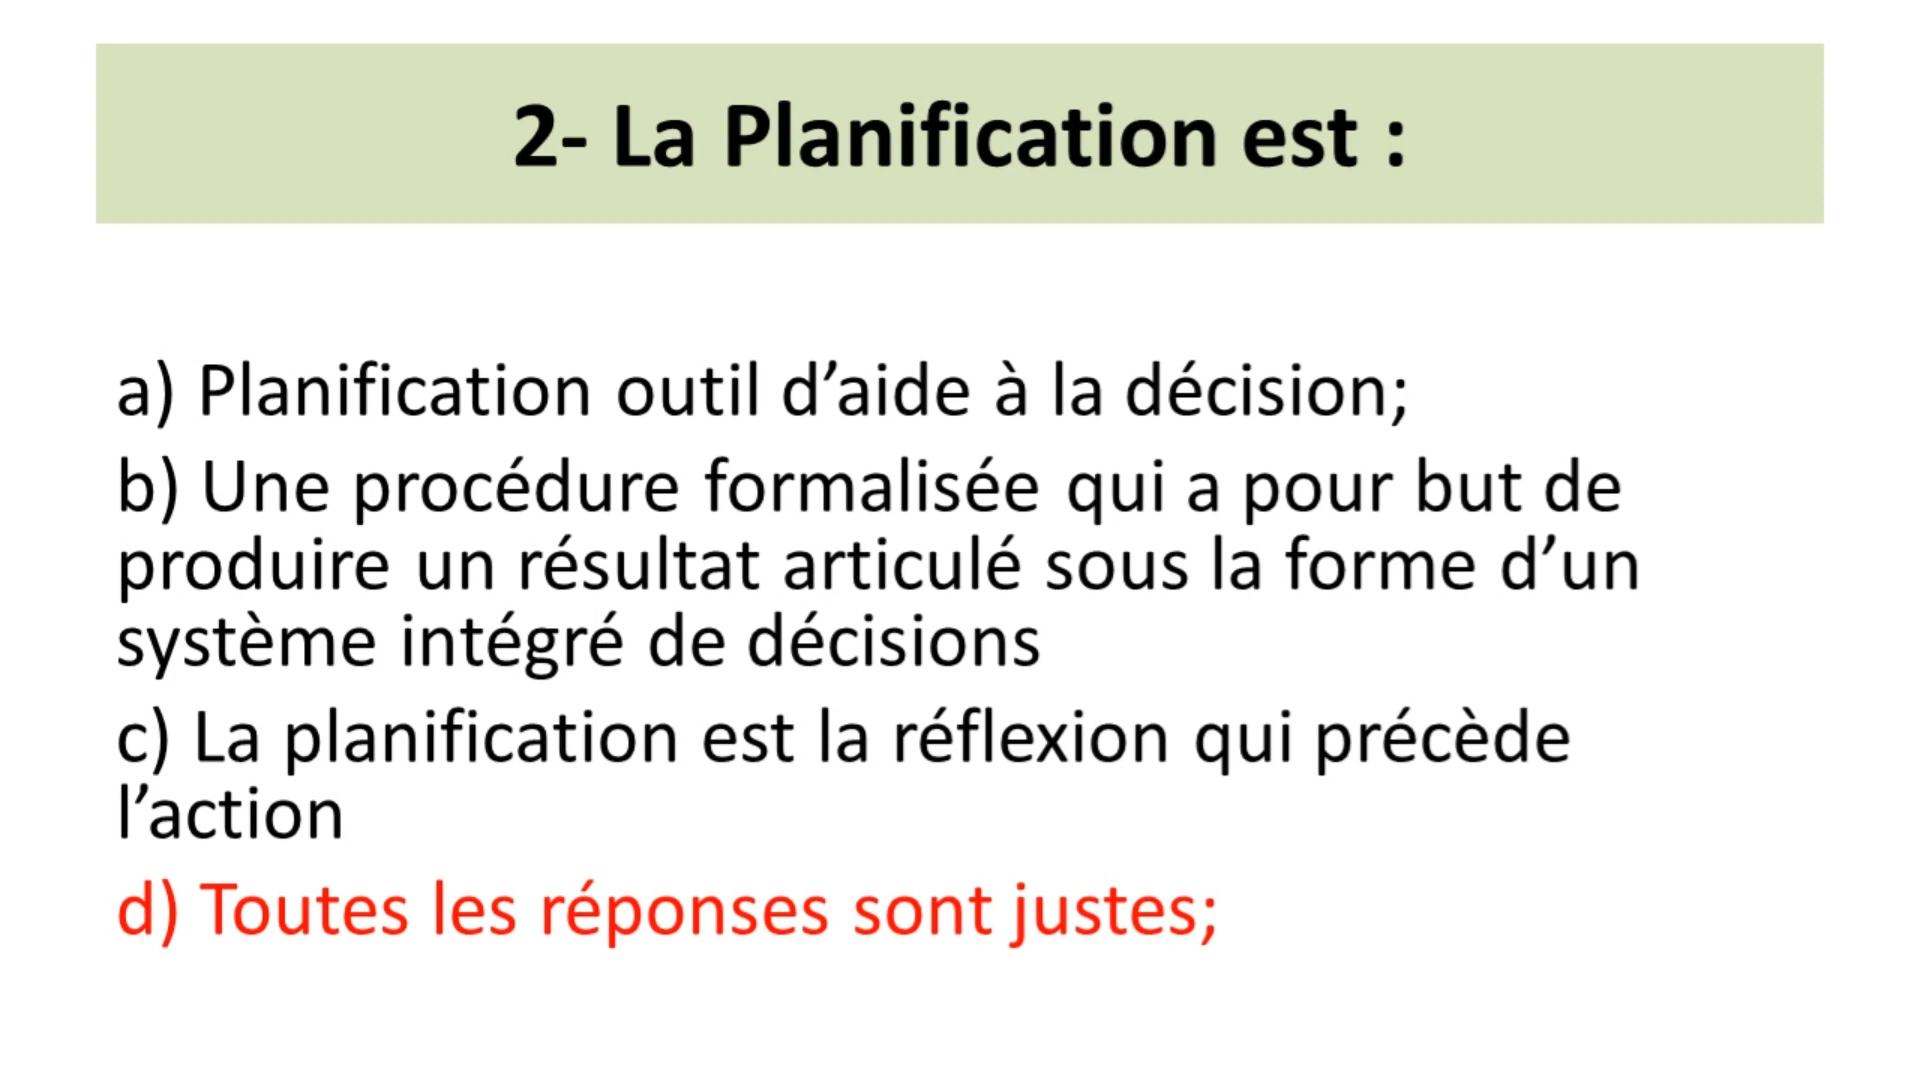 2- La Planification est :
a) Planification outil d’aide à la décision;
b) Une procédure formalisée qui a pour but de
produire un résultat articulé sous la forme d’un
système intégré de décisions
c) La planification est la réflexion qui précède
l’action
d) Toutes les réponses sont justes;